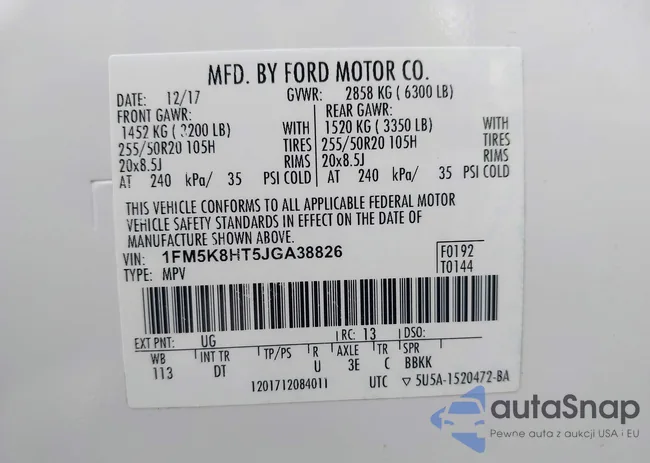 MFD. BY FORD MOTOR CO.
DATE: 12/17 GVWR: 2858 KG ( 6300 LB)
FRONT GAWR: REAR GAWR:
1452 KG ( 3200 LB) WITH 1520 KG ( 3350 LB) WITH
255/50R20 105H TIRES 255/50R20 105H TIRES
20x8.5J RIMS 20x8.5J RIMS
AT 240 kPa/ 35 PSI COLD AT 240 kPa/ 35 PSI COLD
THIS VEHICLE CONFORMS TO ALL APPLICABLE FEDERAL MOTOR
VEHICLE SAFETY STANDARDS IN EFFECT ON THE DATE OF
MANUFACTURE SHOWN ABOVE.
VIN: 1FM5K8HT5JGA38826 F0192
TYPE: MPV T0144
EXT PNT: UG RC: 13 DSO:
WB INT TR TP/PS R AXLE TR SPR
113 DT U 3E C BBKK
1201712084011 UTC ▽ 5U5A-1520472-BA
autaSnap
Pewne auta z aukcji USA i EU